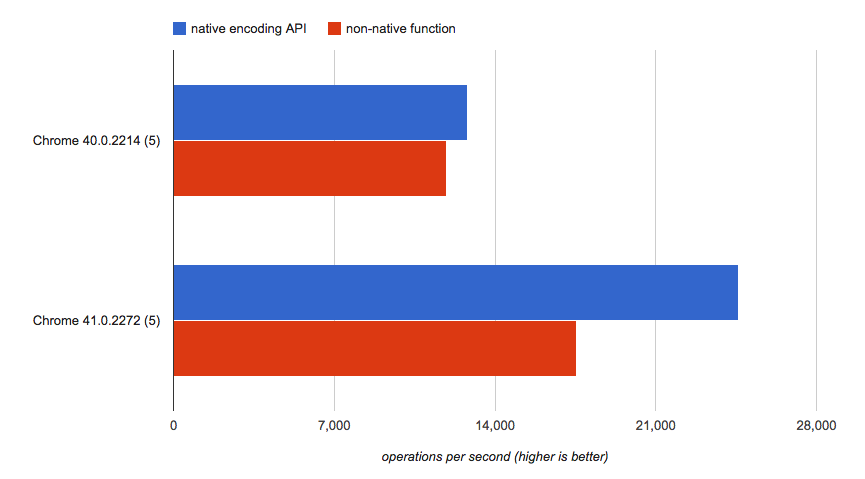 native encoding API non-native function
Chrome 40.0.2214 (5)
Chrome 41.0.2272 (5)
0 7,000 14,000 21,000 28,000
operations per second (higher is better)